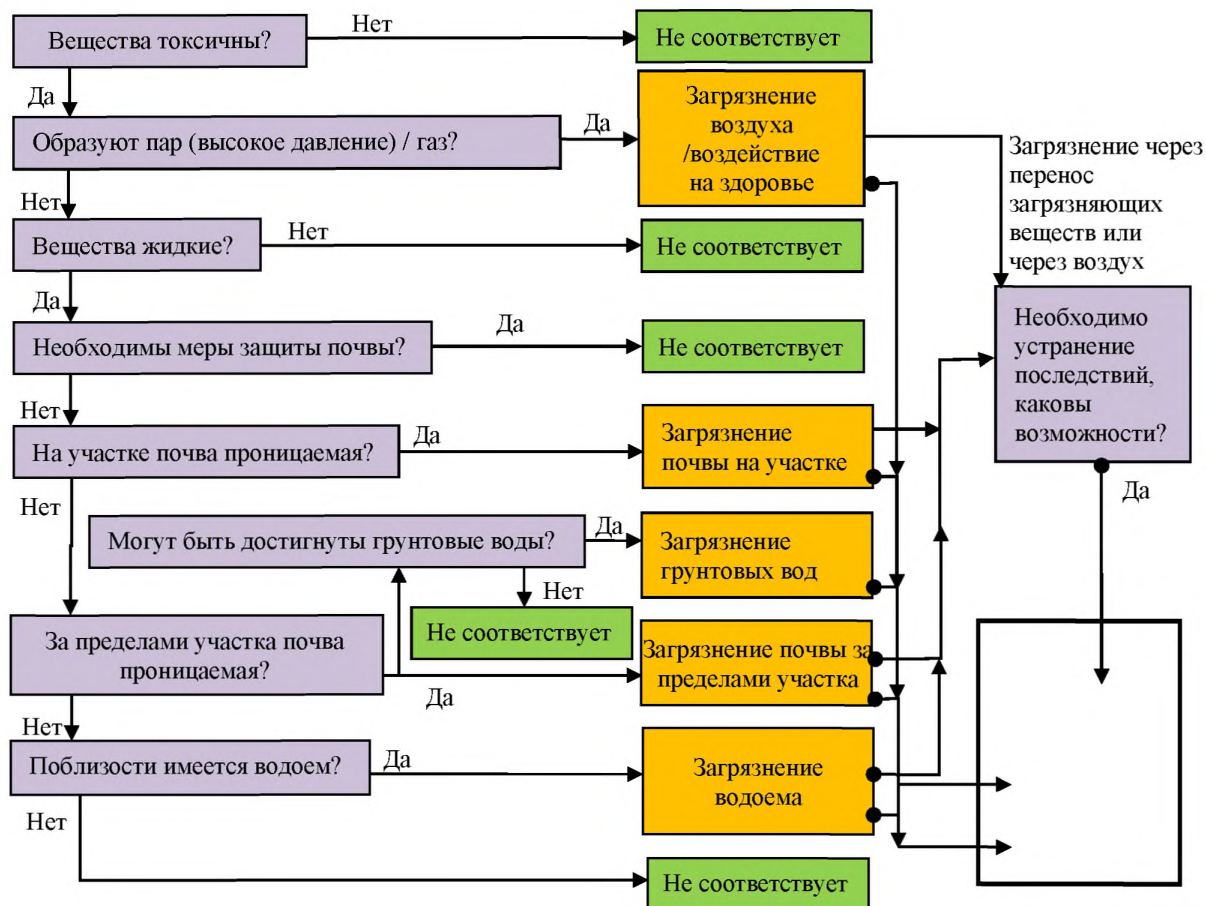 Вещества токсичны?
Нет
Не соответствует
Да
Образуют пар (высокое давление) / газ?
Да
Загрязнение
воздуха
/воздействие
на здоровье
Загрязнение через
перенос
загрязняющих
веществ или
через воздух
Нет
Вещества жидкие?
Нет
Не соответствует
Да
Необходимы меры защиты почвы?
Да
Не соответствует
Необходимо
устранение
последствий,
каковы
возможности?
Да
Нет
На участке почва проницаемая?
Да
Загрязнение
почвы на участке
Нет
Могут быть достигнуты грунтовые воды?
Да
Загрязнение
грунтовых вод
Нет
Не соответствует
За пределами участка почва
проницаемая?
Да
Загрязнение почвы за
пределами участка
Нет
Поблизости имеется водоем?
Да
Загрязнение
водоема
Нет
Не соответствует